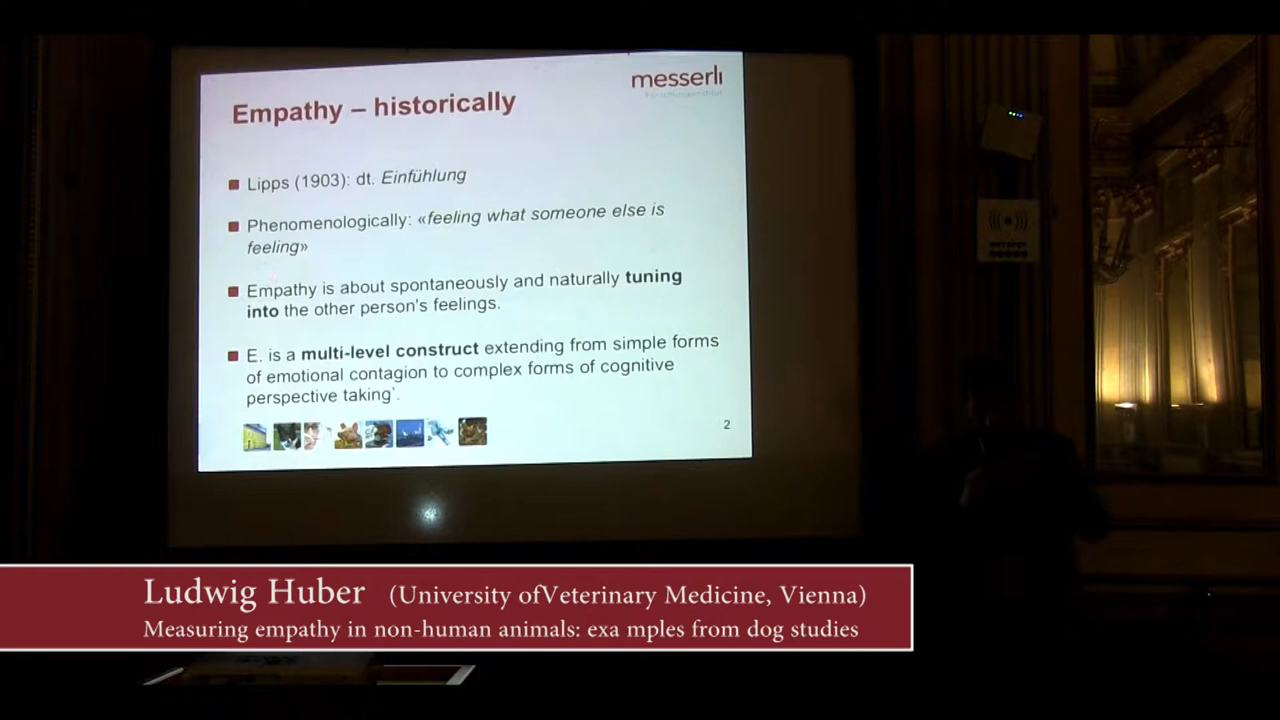 messerli
Forschungsinstitut
Empathy – historically
Lipps (1903): dt. Einfühlung
Phenomenologically: «feeling what someone else is
feeling»
Empathy is about spontaneously and naturally tuning
into the other person's feelings.
E. is a multi-level construct extending from simple forms
of emotional contagion to complex forms of cognitive
perspective taking`.
2
HOTSPOT
Ludwig Huber (University ofVeterinary Medicine, Vienna)
Measuring empathy in non-human animals: exa mples from dog studies